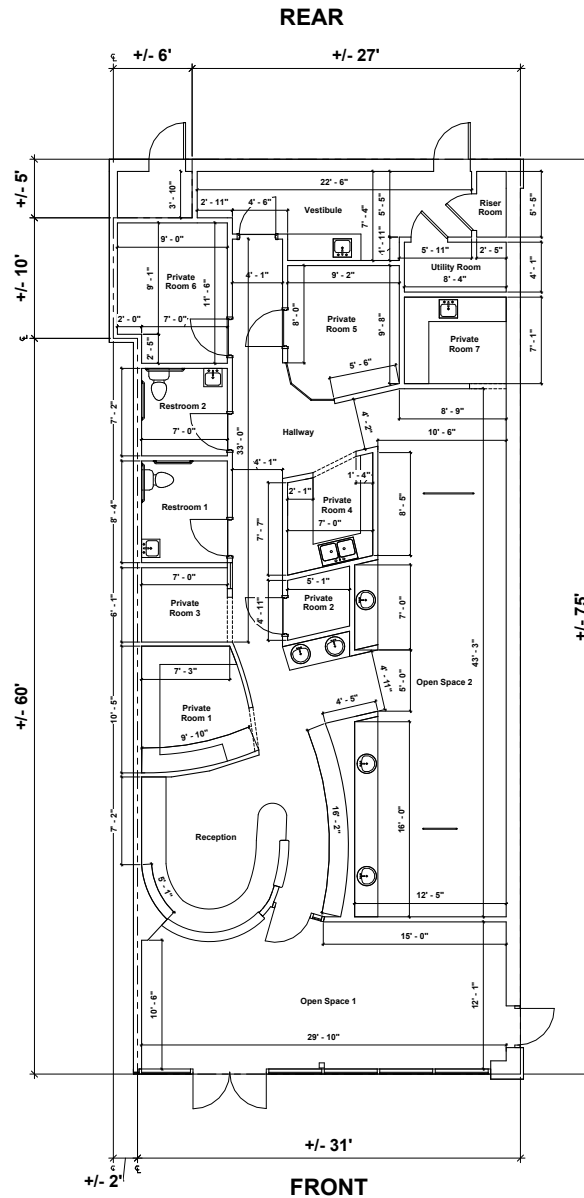 REAR
+/- 6'
+/- 27'
+/- 5'
3' - 10"
22' - 6"
2' - 11"
4' - 6"
Vestibule
5' - 5"
7' - 4"
1' - 11"
Riser
Room
5' - 5"
5' - 11"
2' - 5"
Utility Room
8' - 4"
4' - 1"
+/- 10'
9' - 0"
9' - 1"
Private
Room 6
11' - 6"
4' - 1"
9' - 2"
8' - 0"
Private
Room 5
9' - 8"
Private
Room 7
7' - 1"
2' - 0"
7' - 0"
2' - 5"
5' - 6"
8' - 9"
Restroom 2
7' - 2"
7' - 0"
33' - 0"
Hallway
4' - 2"
10' - 6"
4' - 1"
1' - 4"
2' - 1"
Private
Room 4
7' - 0"
8' - 5"
Restroom 1
8' - 4"
7' - 7"
7' - 0"
5' - 1"
Private
Room 3
6' - 1"
Private
Room 2
4' - 11"
7' - 0"
+/- 75'
43' - 3"
+/- 60'
7' - 3"
Private
Room 1
9' - 10"
10' - 5"
4' - 11"
5' - 0"
Open Space 2
4' - 5"
7' - 2"
Reception
16' - 2"
16' - 0"
5' - 1"
12' - 5"
15' - 0"
10' - 6"
Open Space 1
12' - 1"
29' - 10"
+/- 31'
+/- 2'
FRONT